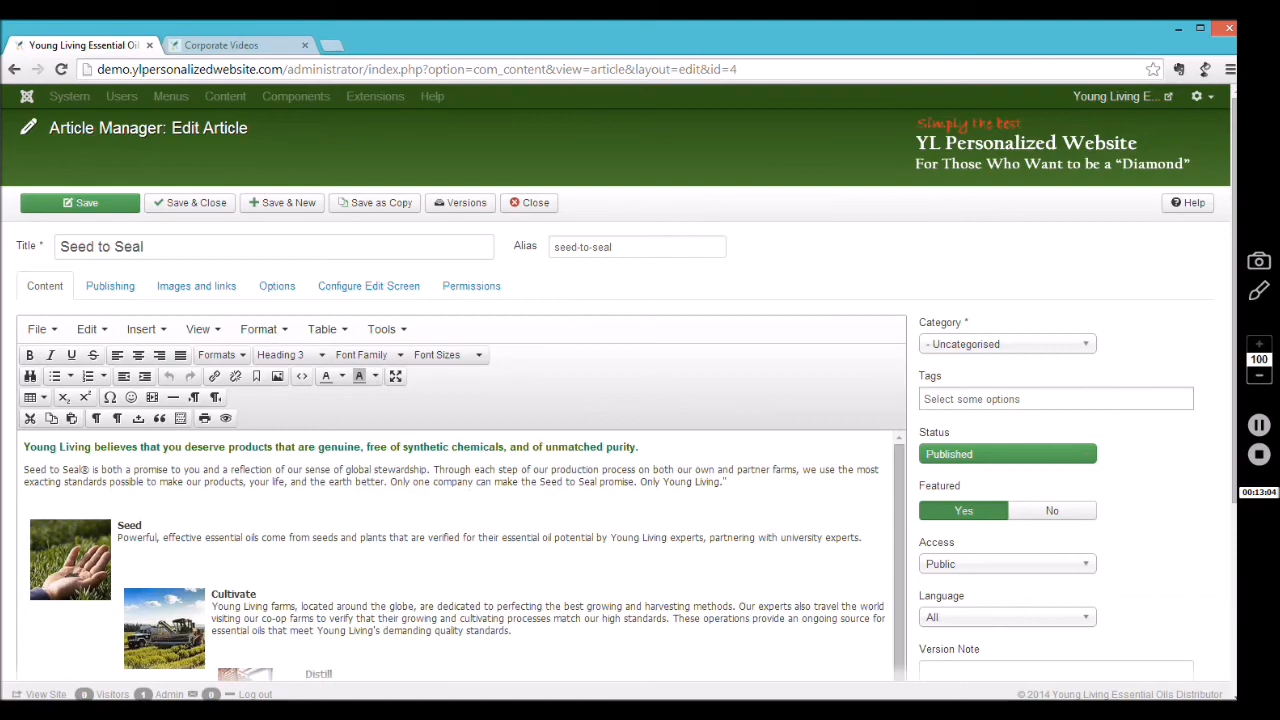 Young Living Essential Oil
Corporate Videos
demo.ylpersonalizedwebsite.com/administrator/index.php?option=com_content&view=article&layout=edit&id=4
System Users Menus Content Components Extensions Help
Young Living E...
Article Manager: Edit Article
Simply the best
YL Personalized Website
For Those Who Want to be a “Diamond”
Save Save & Close Save & New Save as Copy Versions Close Help
Title * Seed to Seal Alias seed-to-seal
Content Publishing Images and links Options Configure Edit Screen Permissions
File Edit Insert View Format Table Tools
B I U S Formats Heading 3 Font Family Font Sizes
Category *
- Uncategorised
Tags
Select some options
Status
Published
Featured
Yes No
Access
Public
Language
All
Version Note
Young Living believes that you deserve products that are genuine, free of synthetic chemicals, and of unmatched purity.
Seed to Seal® is both a promise to you and a reflection of our sense of global stewardship. Through each step of our production process on both our own and partner farms, we use the most
exacting standards possible to make our products, your life, and the earth better. Only one company can make the Seed to Seal promise. Only Young Living."
Seed
Powerful, effective essential oils come from seeds and plants that are verified for their essential oil potential by Young Living experts, partnering with university experts.
Cultivate
Young Living farms, located around the globe, are dedicated to perfecting the best growing and harvesting methods. Our experts also travel the world
visiting our co-op farms to verify that their growing and cultivating processes match our high standards. These operations provide an ongoing source for
essential oils that meet Young Living's demanding quality standards.
Distill
View Site 0 Visitors 1 Admin 0 Log out
© 2014 Young Living Essential Oils Distributor
100
00:13:04